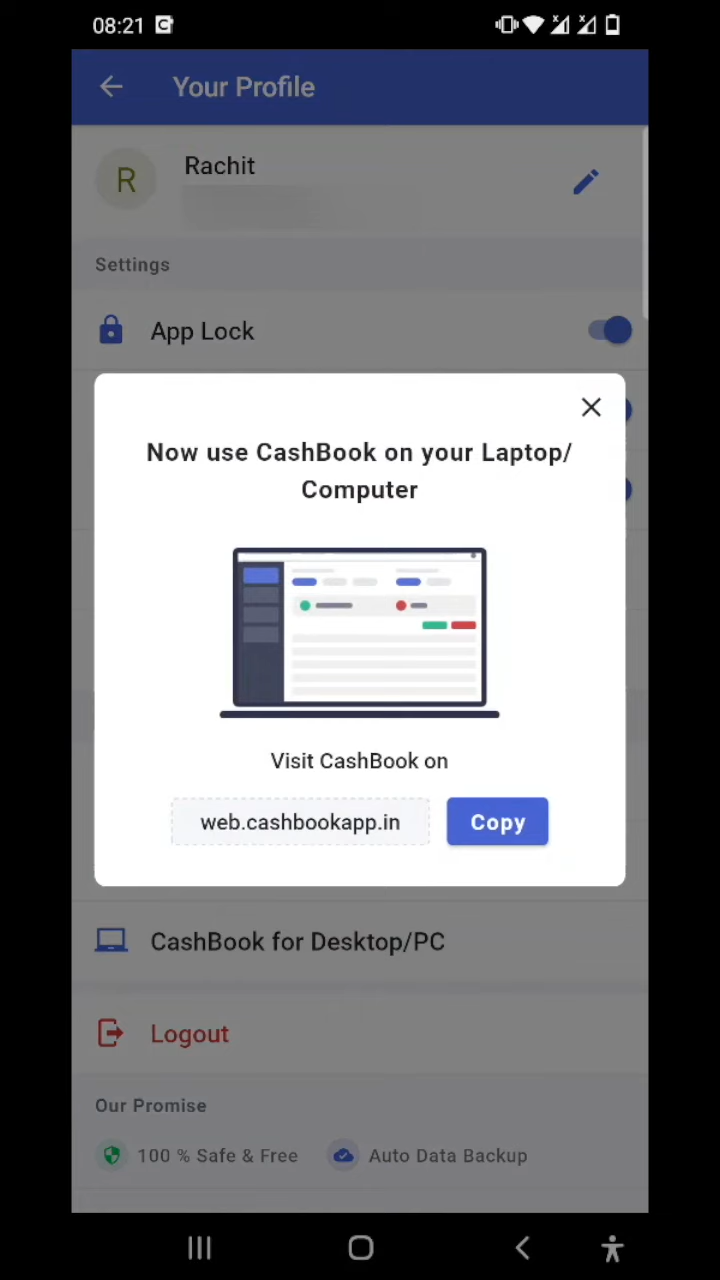 08:21
Your Profile
R
Rachit
Settings
App Lock
Now use CashBook on your Laptop/
Computer
Visit CashBook on
web.cashbookapp.in
Copy
CashBook for Desktop/PC
Logout
Our Promise
100 % Safe & Free
Auto Data Backup